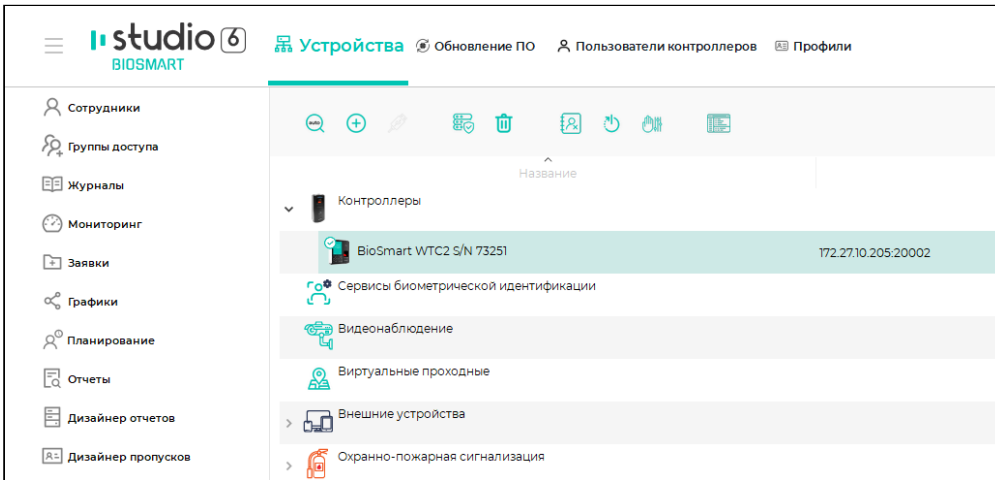 studio 6
BIOSMART
Устройства
Обновление ПО
Пользователи контроллеров
Профили
Сотрудники
Группы доступа
Журналы
Мониторинг
Заявки
Графики
Планирование
Отчеты
Дизайнер отчетов
Дизайнер пропусков
auto
Название
Контроллеры
BioSmart WTC2 S/N 73251 172.27.10.205:20002
Сервисы биометрической идентификации
Видеонаблюдение
Виртуальные проходные
Внешние устройства
Охранно-пожарная сигнализация